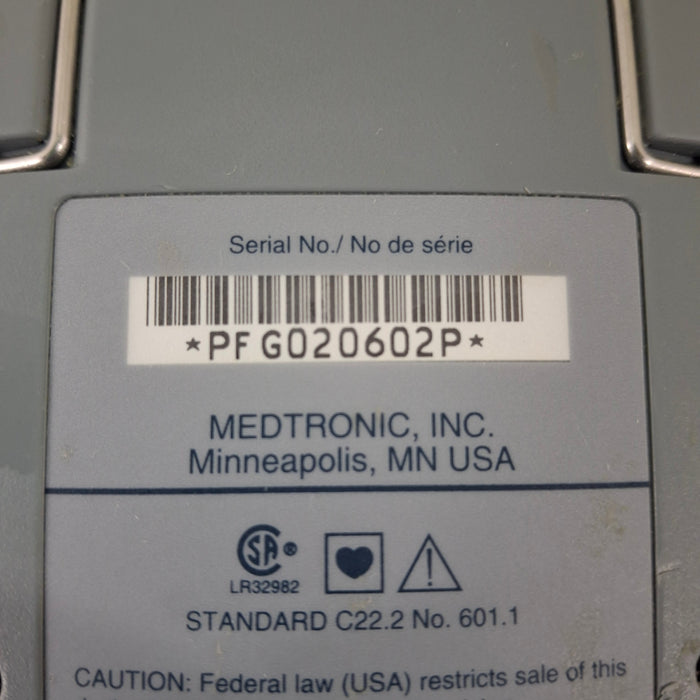 Serial No./ No de série
*PFG020602P*
MEDTRONIC, INC.
Minneapolis, MN USA
SA ®
LR32982
STANDARD C22.2 No. 601.1
CAUTION: Federal law (USA) restricts sale of this